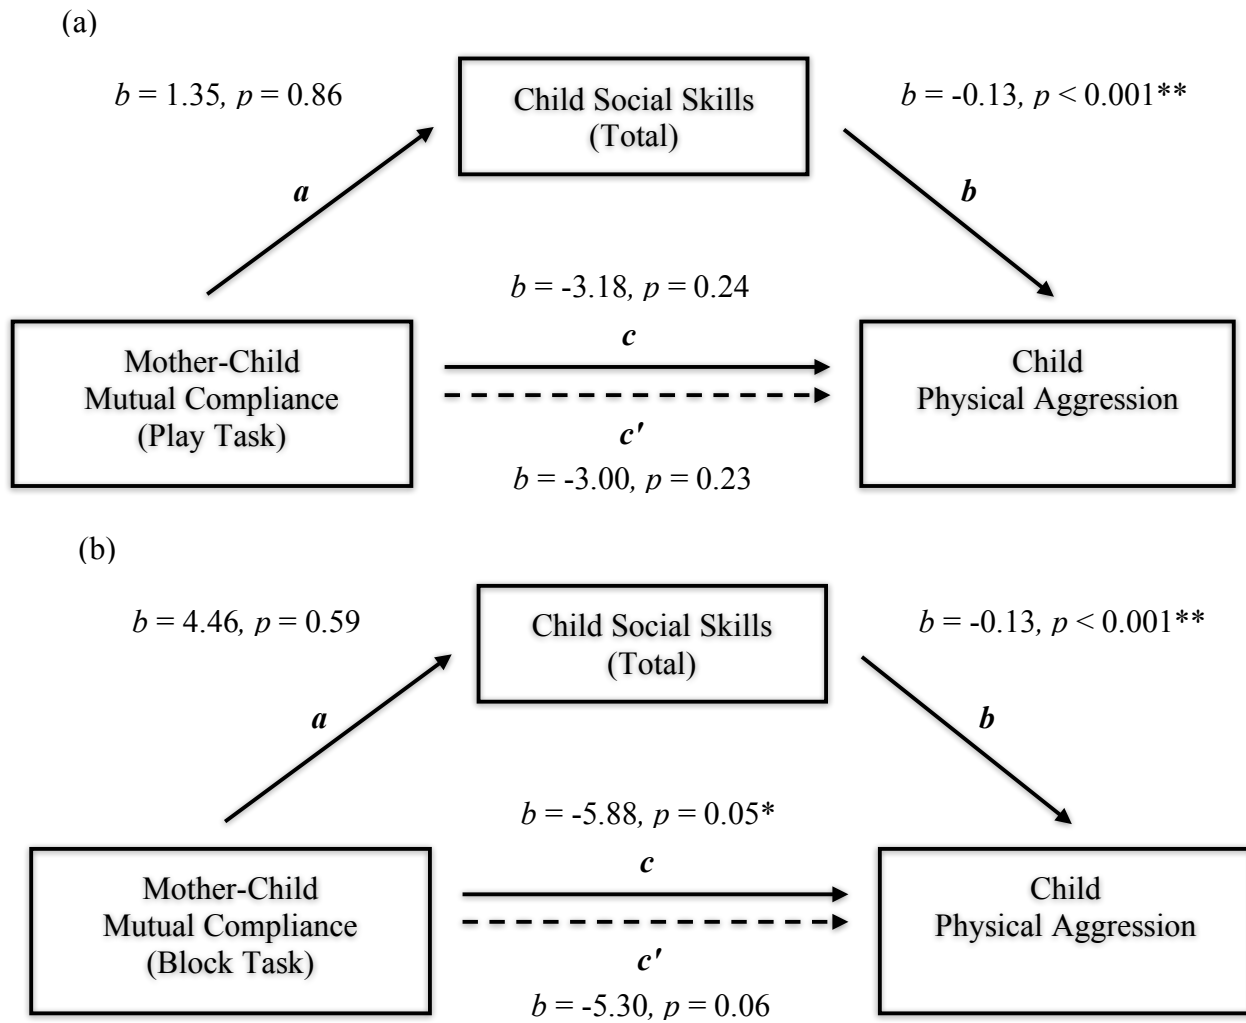 (a)
b = 1.35, p = 0.86
Child Social Skills
(Total)
b = -0.13, p < 0.001**
a
b
b = -3.18, p = 0.24
c
Mother-Child
Mutual Compliance
(Play Task)
Child
Physical Aggression
c'
b = -3.00, p = 0.23
(b)
b = 4.46, p = 0.59
Child Social Skills
(Total)
b = -0.13, p < 0.001**
a
b
b = -5.88, p = 0.05*
c
Mother-Child
Mutual Compliance
(Block Task)
Child
Physical Aggression
c'
b = -5.30, p = 0.06